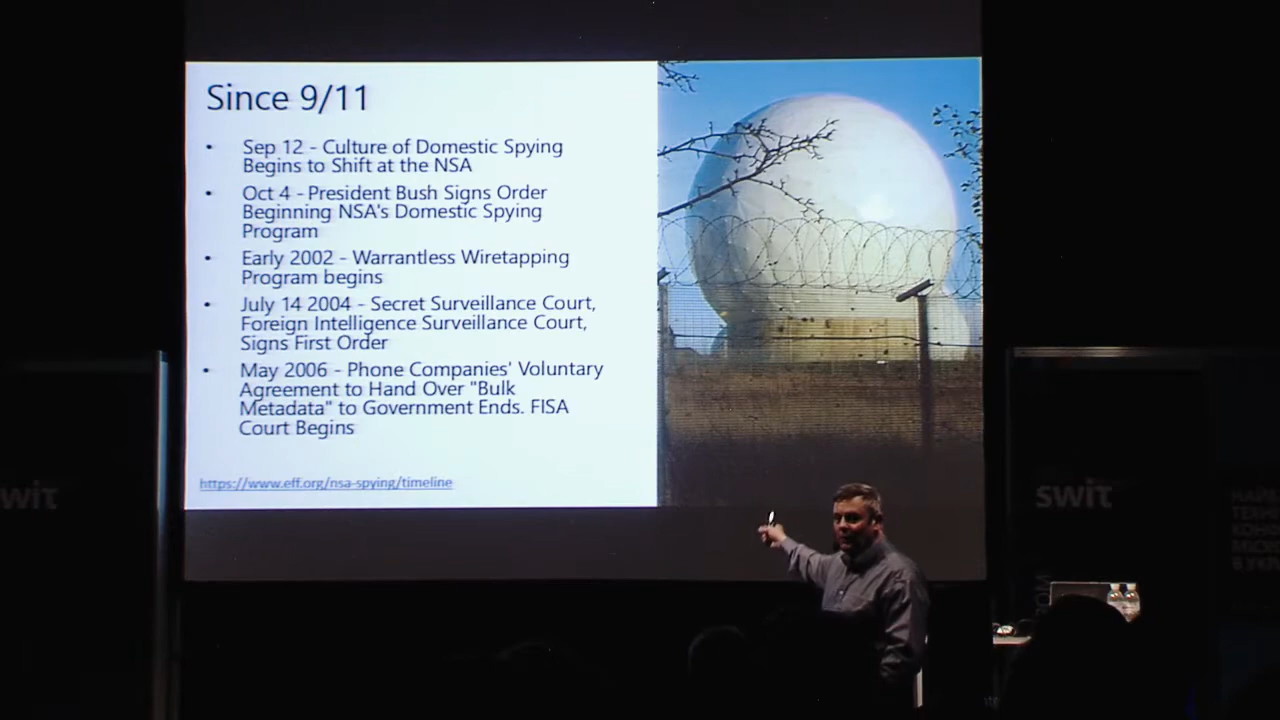 Since 9/11
• Sep 12 - Culture of Domestic Spying
Begins to Shift at the NSA
• Oct 4 - President Bush Signs Order
Beginning NSA's Domestic Spying
Program
• Early 2002 - Warrantless Wiretapping
Program begins
• July 14 2004 - Secret Surveillance Court,
Foreign Intelligence Surveillance Court,
Signs First Order
• May 2006 - Phone Companies' Voluntary
Agreement to Hand Over "Bulk
Metadata" to Government Ends. FISA
Court Begins
https://www.eff.org/nsa-spying/timeline
wit
swit